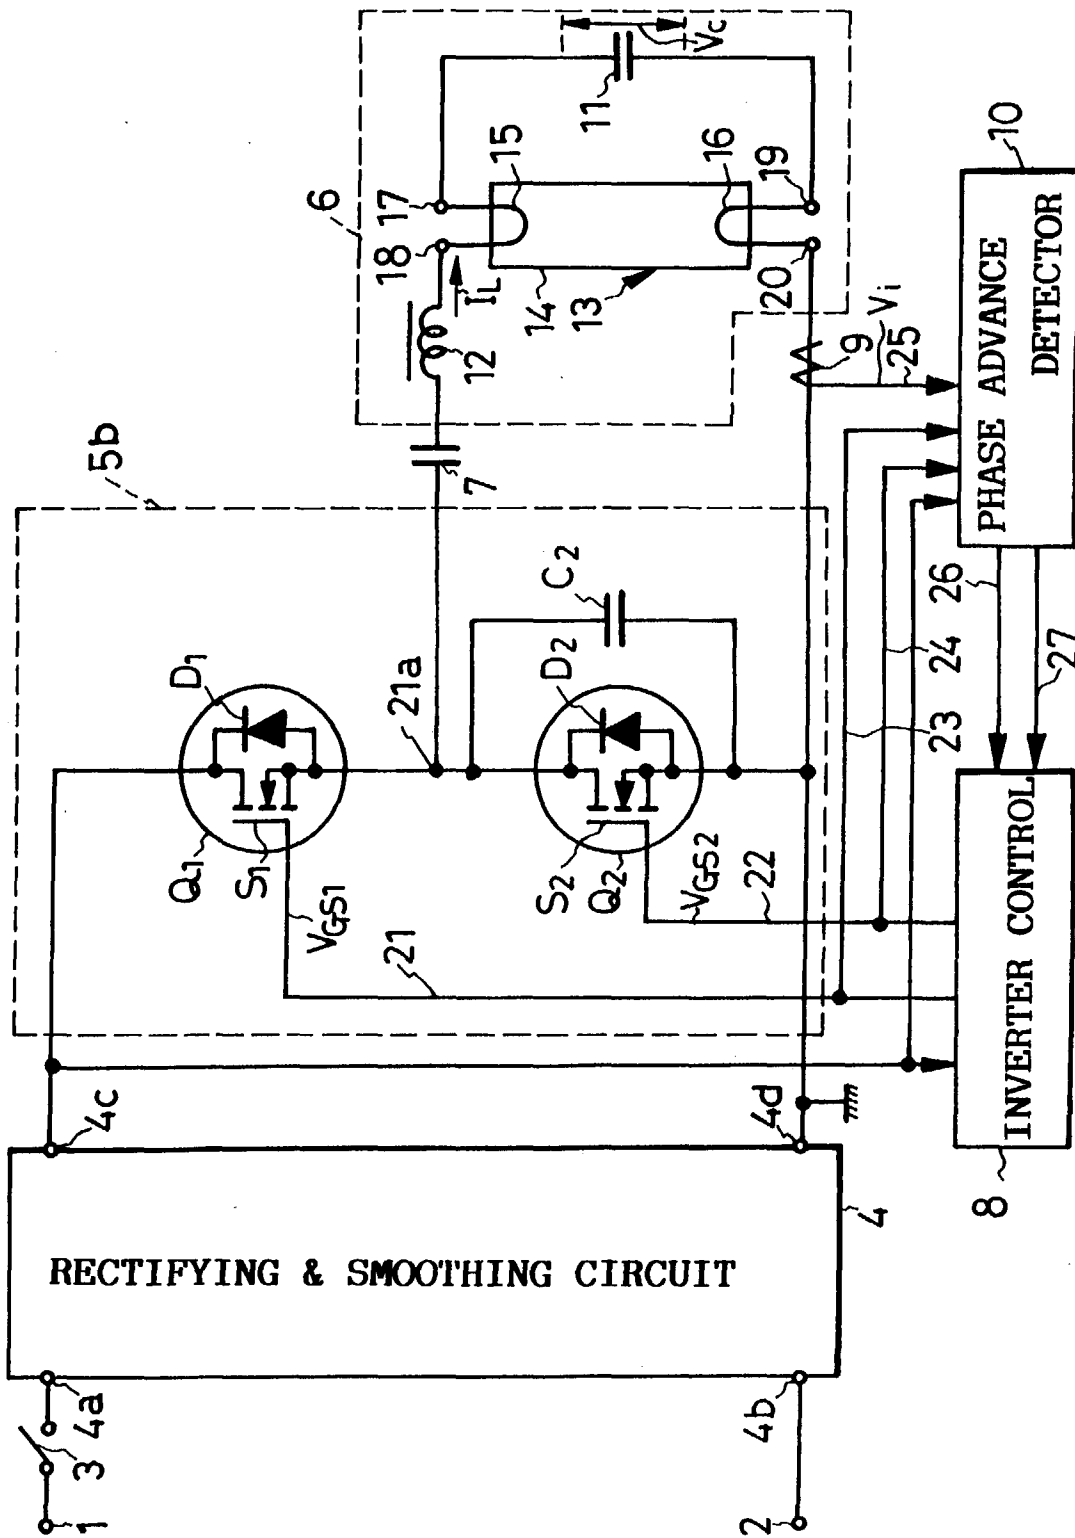 5b
6
D1
Q1
S1
VGS1
21
21a
7
12
IL
18
17
15
14
13
16
20
19
11
Vc
C2
D2
S2
Q2
VGS2
22
4c
4d
4
RECTIFYING & SMOOTHING CIRCUIT
4a
4b
3
1
2
9
Vi
25
23
24
26
27
8
INVERTER CONTROL
10
PHASE ADVANCE
DETECTOR